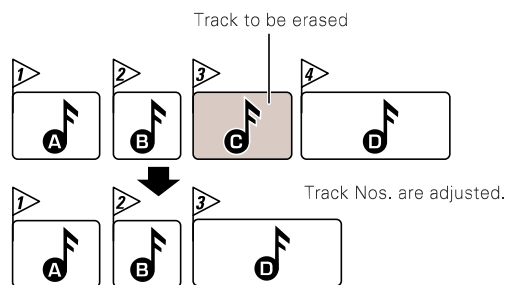 Track to be erased
1 2 3 4
A B C D
Track Nos. are adjusted.
1 2 3
A B D